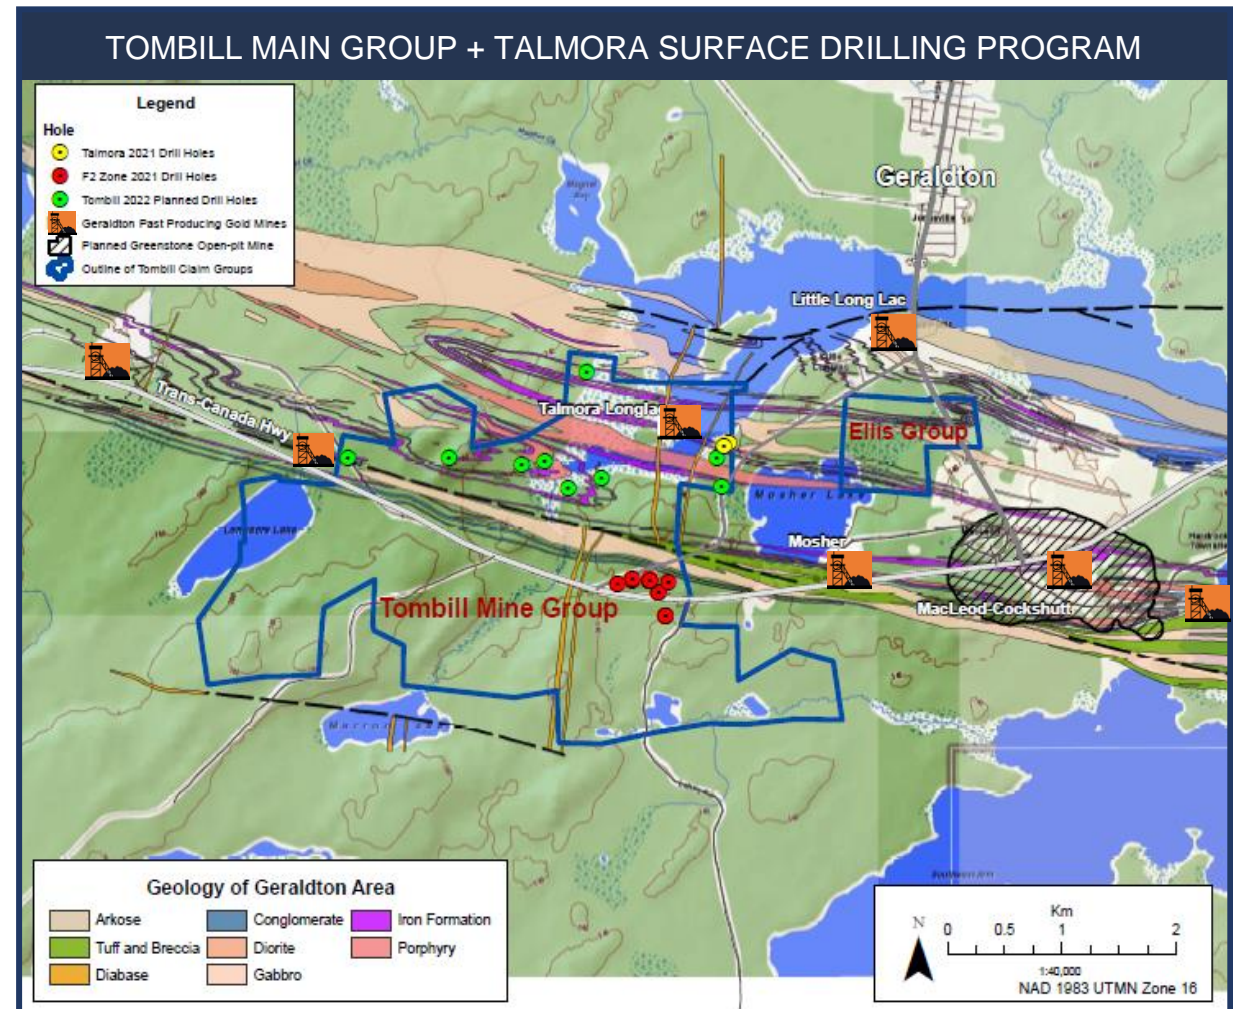 TOMBILL MAIN GROUP + TALMORA SURFACE DRILLING PROGRAM
Legend
Hole
Talmora 2021 Drill Holes
F2 Zone 2021 Drill Holes
Tombill 2022 Planned Drill Holes
Geraldton Past Producing Gold Mines
Planned Greenstone Open-pit Mine
Outline of Tombill Claim Groups
Geraldton
Little Long Lac
Trans-Canada Hwy
Talmora Longlac
Ellis Group
Mosher Lake
Mosher
Tombill Mine Group
MacLeod-Cockshutt
Geology of Geraldton Area
Arkose
Conglomerate
Iron Formation
Tuff and Breccia
Diorite
Porphyry
Diabase
Gabbro
N
Km
0 0.5 1 2
1:40,000
NAD 1983 UTMN Zone 16